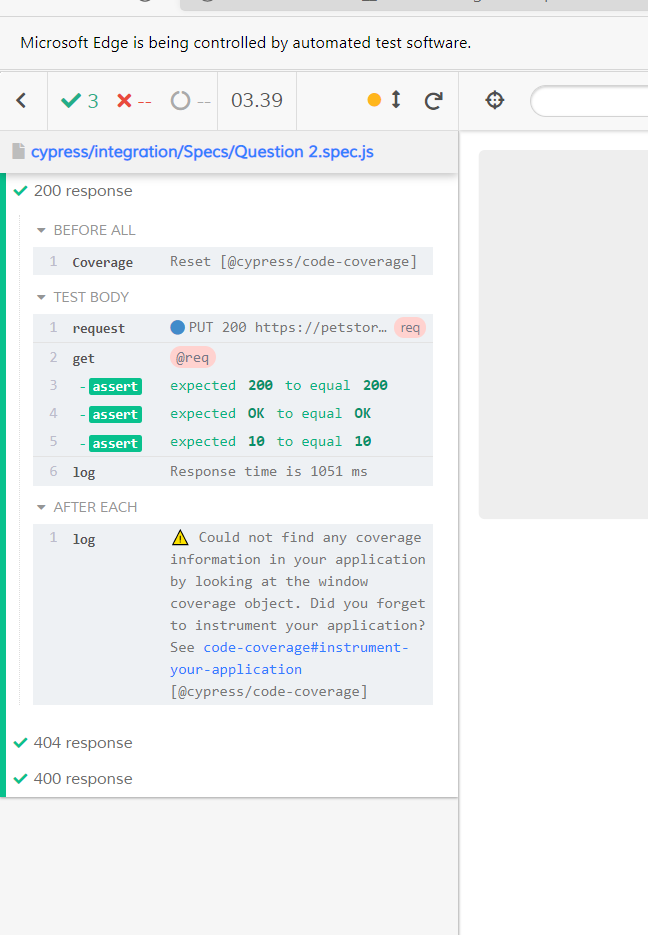 Microsoft Edge is being controlled by automated test software.
3 -- -- 03.39
cypress/integration/Specs/Question 2.spec.js
200 response
BEFORE ALL
1 Coverage Reset [@cypress/code-coverage]
TEST BODY
1 request PUT 200 https://petstor… req
2 get @req
3 -assert expected 200 to equal 200
4 -assert expected OK to equal OK
5 -assert expected 10 to equal 10
6 log Response time is 1051 ms
AFTER EACH
1 log ⚠ Could not find any coverage
information in your application
by looking at the window
coverage object. Did you forget
to instrument your application?
See code-coverage#instrument-
your-application
[@cypress/code-coverage]
404 response
400 response